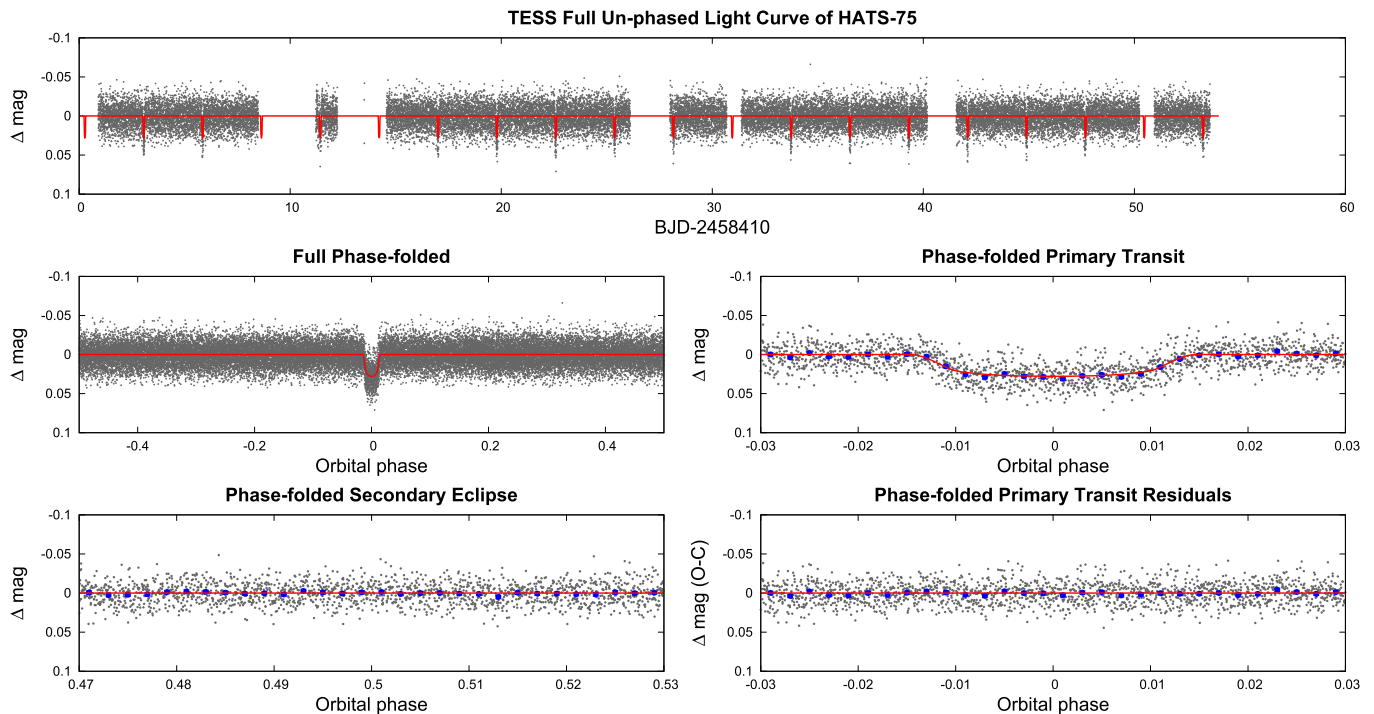 TESS Full Un-phased Light Curve of HATS-75
-0.1
-0.05
0
0.05
0.1
Δ mag
0 10 20 30 40 50 60
BJD-2458410
Full Phase-folded
-0.1
-0.05
0
0.05
0.1
Δ mag
-0.4 -0.2 0 0.2 0.4
Orbital phase
Phase-folded Primary Transit
-0.1
-0.05
0
0.05
0.1
Δ mag
-0.03 -0.02 -0.01 0 0.01 0.02 0.03
Orbital phase
Phase-folded Secondary Eclipse
-0.1
-0.05
0
0.05
0.1
Δ mag
0.47 0.48 0.49 0.5 0.51 0.52 0.53
Orbital phase
Phase-folded Primary Transit Residuals
-0.1
-0.05
0
0.05
0.1
Δ mag (O-C)
-0.03 -0.02 -0.01 0 0.01 0.02 0.03
Orbital phase